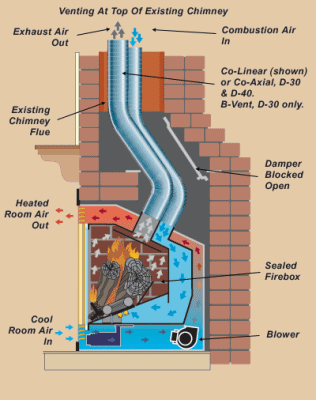 Venting At Top Of Existing Chimney
Exhaust Air
Out
Combustion Air
In
Co-Linear (shown)
or Co-Axial, D-30
& D-40.
B-Vent, D-30 only.
Existing
Chimney
Flue
Damper
Blocked
Open
Heated
Room Air
Out
Sealed
Firebox
Cool
Room Air
In
Blower